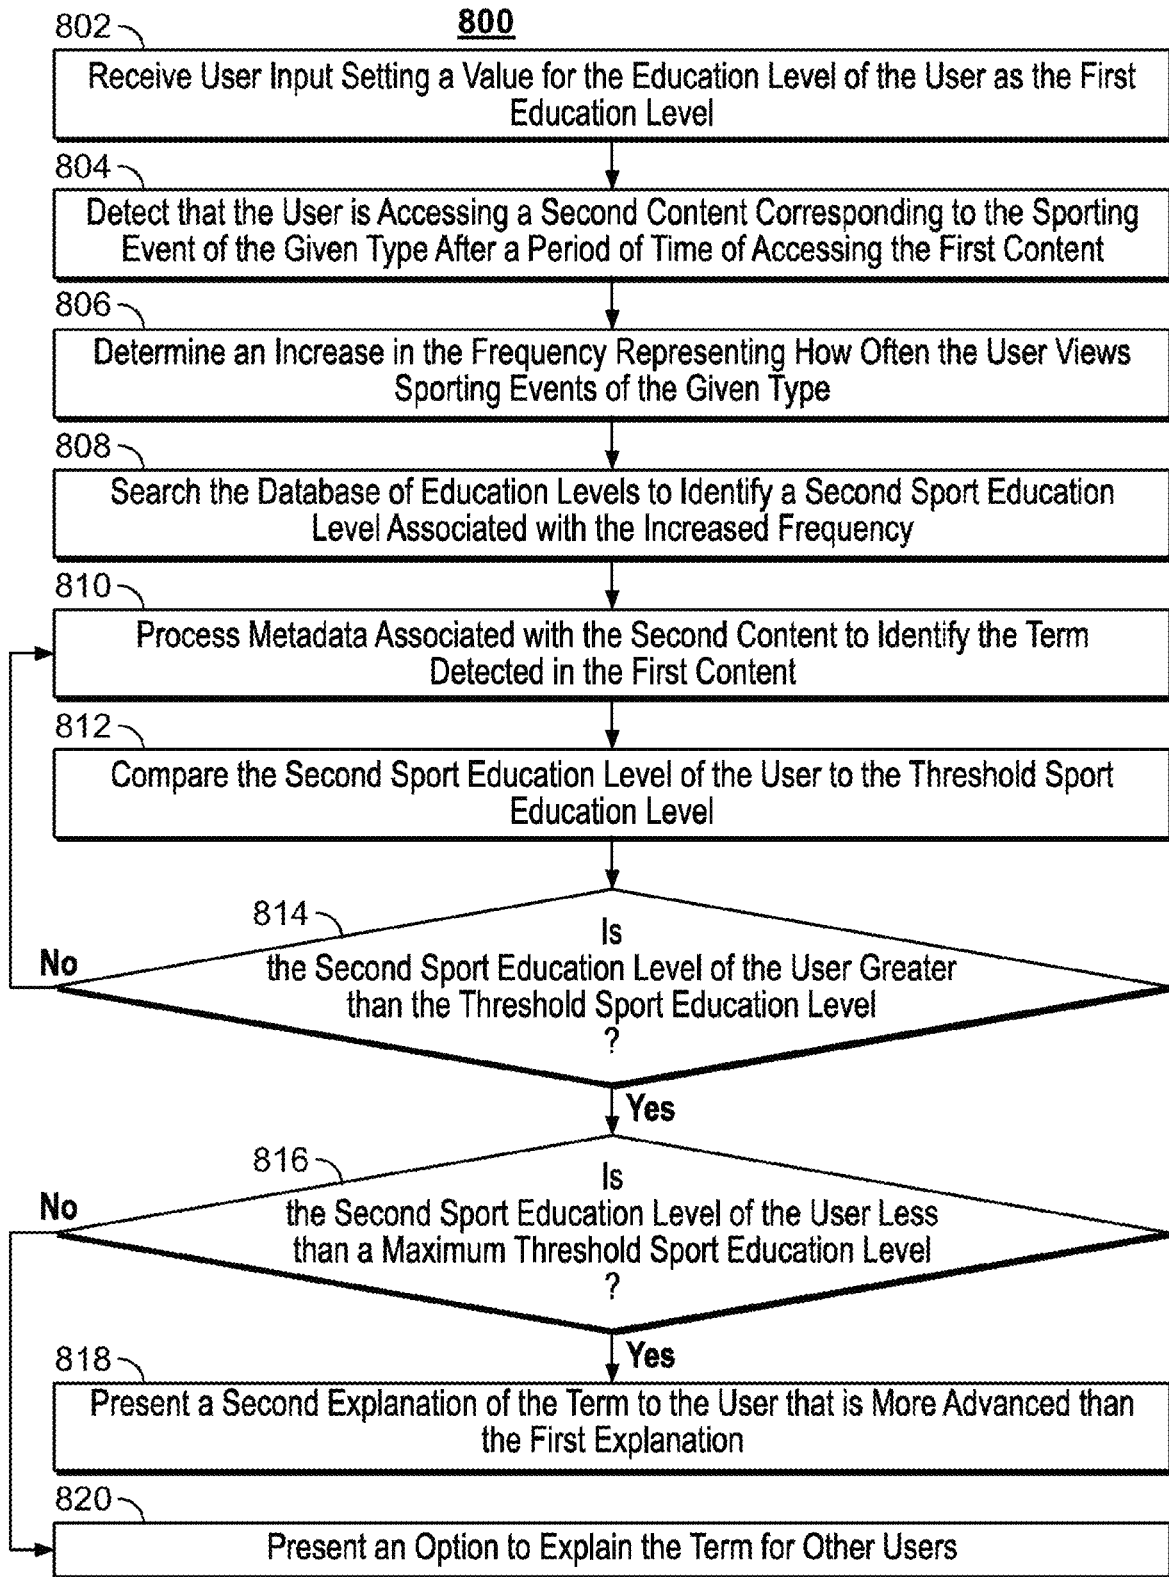 800
802
Receive User Input Setting a Value for the Education Level of the User as the First
Education Level
804
Detect that the User is Accessing a Second Content Corresponding to the Sporting
Event of the Given Type After a Period of Time of Accessing the First Content
806
Determine an Increase in the Frequency Representing How Often the User Views
Sporting Events of the Given Type
808
Search the Database of Education Levels to Identify a Second Sport Education
Level Associated with the Increased Frequency
810
Process Metadata Associated with the Second Content to Identify the Term
Detected in the First Content
812
Compare the Second Sport Education Level of the User to the Threshold Sport
Education Level
814
No
Is
the Second Sport Education Level of the User Greater
than the Threshold Sport Education Level
?
Yes
816
No
Is
the Second Sport Education Level of the User Less
than a Maximum Threshold Sport Education Level
?
Yes
818
Present a Second Explanation of the Term to the User that is More Advanced than
the First Explanation
820
Present an Option to Explain the Term for Other Users